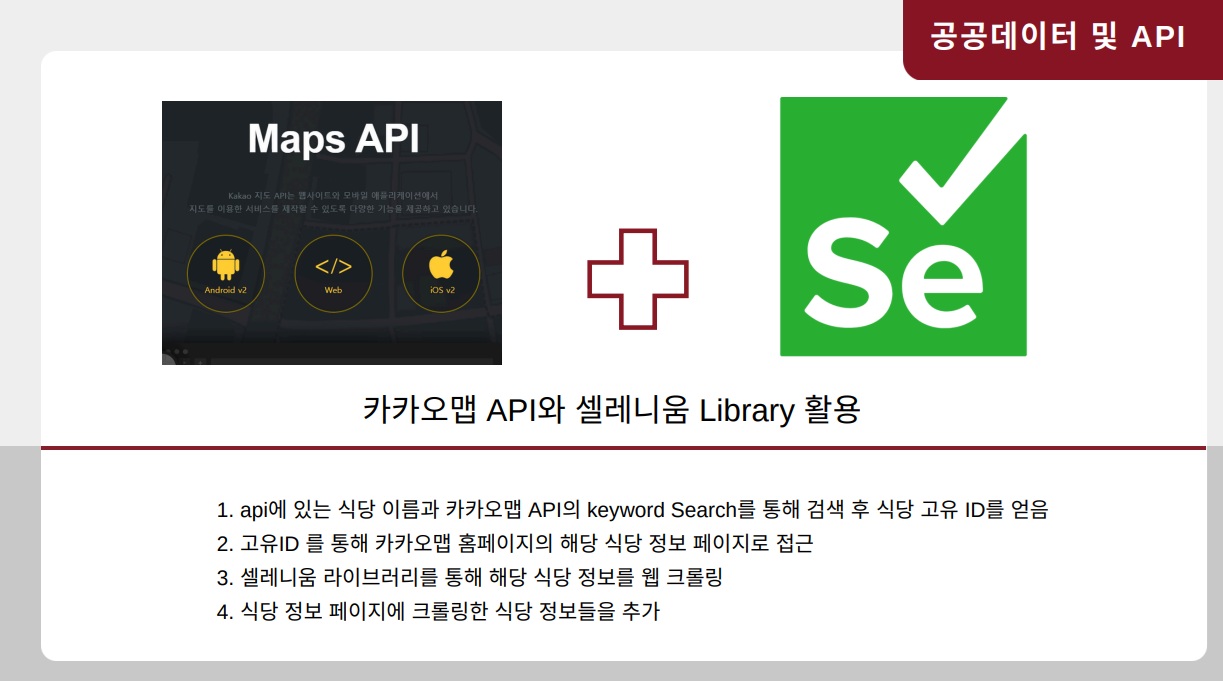 공공데이터 및 API
Maps API
Kakao 지도 API는 웹사이트와 모바일 애플리케이션에서
지도를 이용한 서비스를 제작할 수 있도록 다양한 기능을 제공하고 있습니다.
Android v2
</>
Web
iOS v2
Se
카카오맵 API와 셀레니움 Library 활용
1. api에 있는 식당 이름과 카카오맵 API의 keyword Search를 통해 검색 후 식당 고유 ID를 얻음
2. 고유ID 를 통해 카카오맵 홈페이지의 해당 식당 정보 페이지로 접근
3. 셀레니움 라이브러리를 통해 해당 식당 정보를 웹 크롤링
4. 식당 정보 페이지에 크롤링한 식당 정보들을 추가